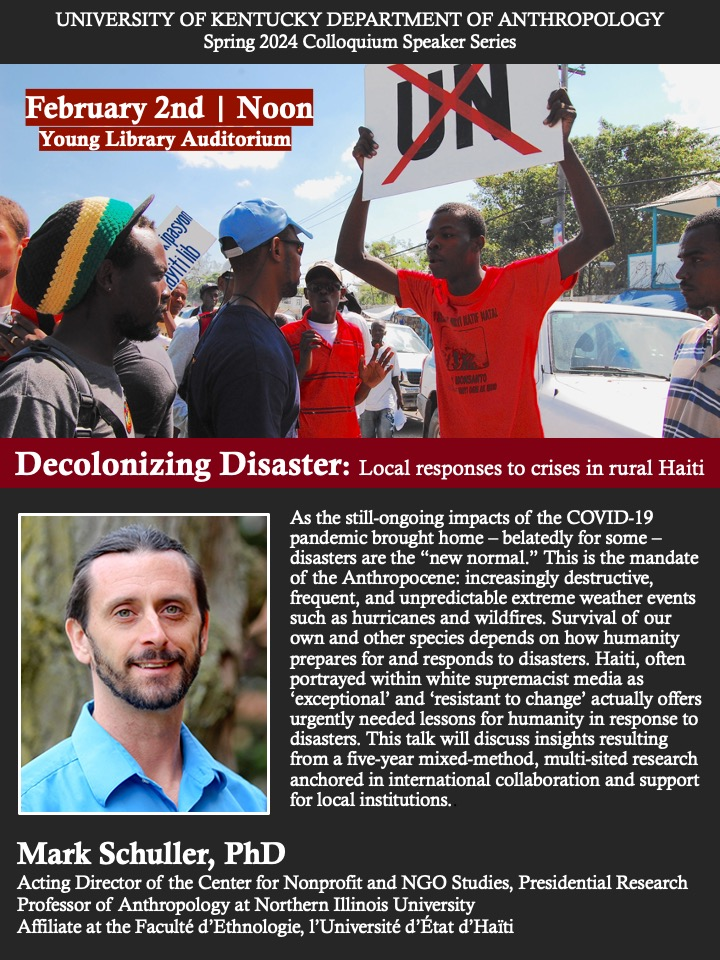 UNIVERSITY OF KENTUCKY DEPARTMENT OF ANTHROPOLOGY
Spring 2024 Colloquium Speaker Series
February 2nd | Noon
Young Library Auditorium
UN
MONSANTO
Decolonizing Disaster: Local responses to crises in rural Haiti
As the still-ongoing impacts of the COVID-19
pandemic brought home – belatedly for some –
disasters are the “new normal.” This is the mandate
of the Anthropocene: increasingly destructive,
frequent, and unpredictable extreme weather events
such as hurricanes and wildfires. Survival of our
own and other species depends on how humanity
prepares for and responds to disasters. Haiti, often
portrayed within white supremacist media as
‘exceptional’ and ‘resistant to change’ actually offers
urgently needed lessons for humanity in response to
disasters. This talk will discuss insights resulting
from a five-year mixed-method, multi-sited research
anchored in international collaboration and support
for local institutions.
Mark Schuller, PhD
Acting Director of the Center for Nonprofit and NGO Studies, Presidential Research
Professor of Anthropology at Northern Illinois University
Affiliate at the Faculté d’Ethnologie, l’Université d’État d’Haïti